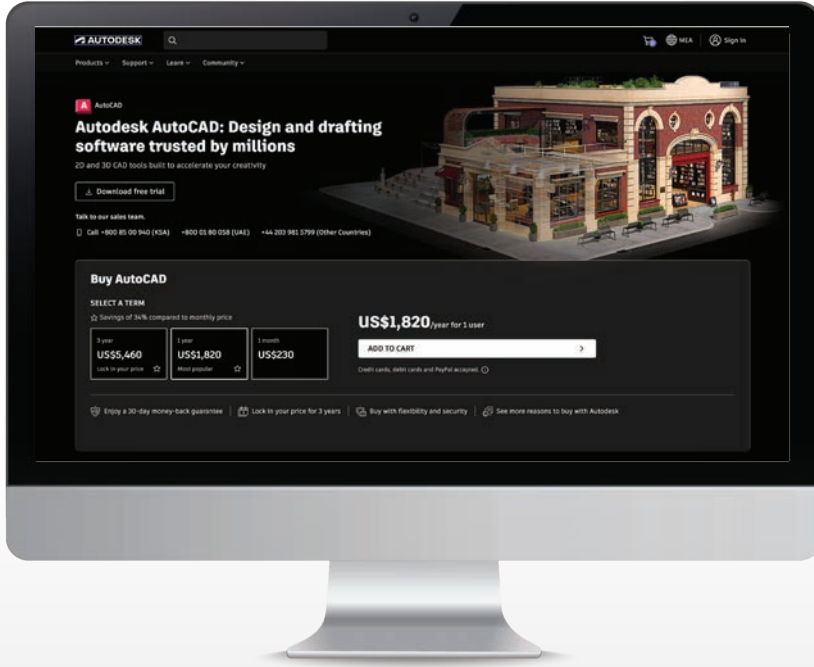 AUTODESK
MEA
Sign In
Products
Support
Learn
Community
A AutoCAD
Autodesk AutoCAD: Design and drafting
software trusted by millions
2D and 3D CAD tools built to accelerate your creativity
Download free trial
Talk to our sales team.
Call +800 85 00 940 (KSA) +800 01 80 058 (UAE) +44 203 981 5799 (Other Countries)
Buy AutoCAD
SELECT A TERM
Savings of 34% compared to monthly price
3 year
US$5,460
Lock in your price
1 year
US$1,820
Most popular
1 month
US$230
US$1,820/year for 1 user
ADD TO CART
Credit cards, debit cards and PayPal accepted.
Enjoy a 30-day money-back guarantee
Lock in your price for 3 years
Buy with flexibility and security
See more reasons to buy with Autodesk